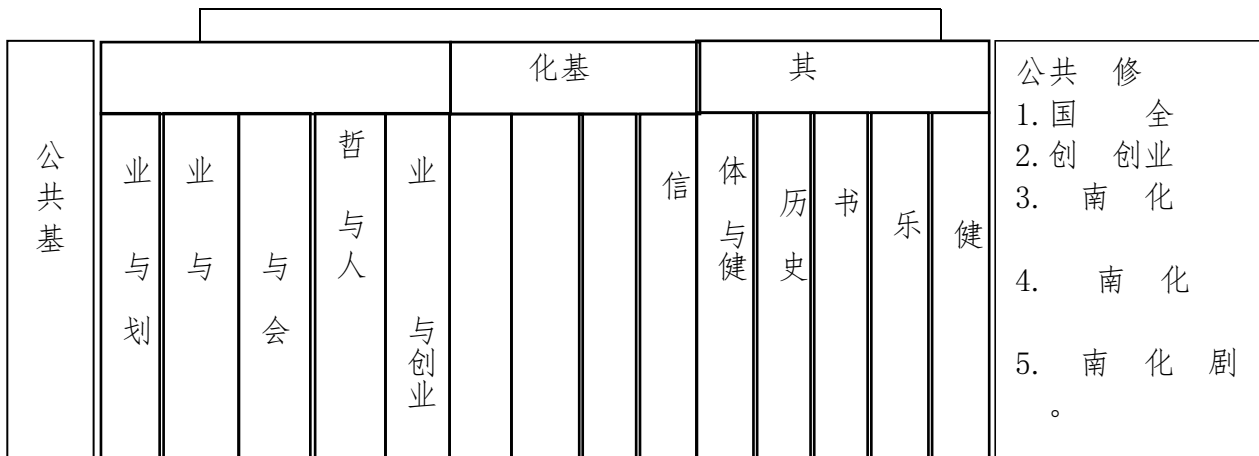 公共基
化基
其
业与划
业与
与会
哲与人
业与创业
信
体与健
历史
书
乐
健
公共 修
1.国 全
2.创 创业
3. 南 化
4. 南 化
5. 南 化 剧
。